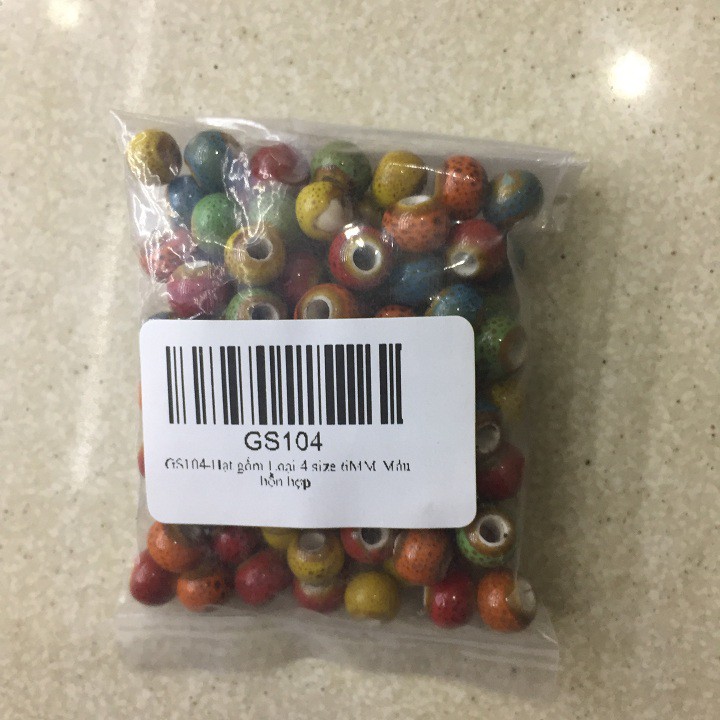 GS104
GS104-Hạt gốm Loại 4 size 6MM Màu
hỗn hợp